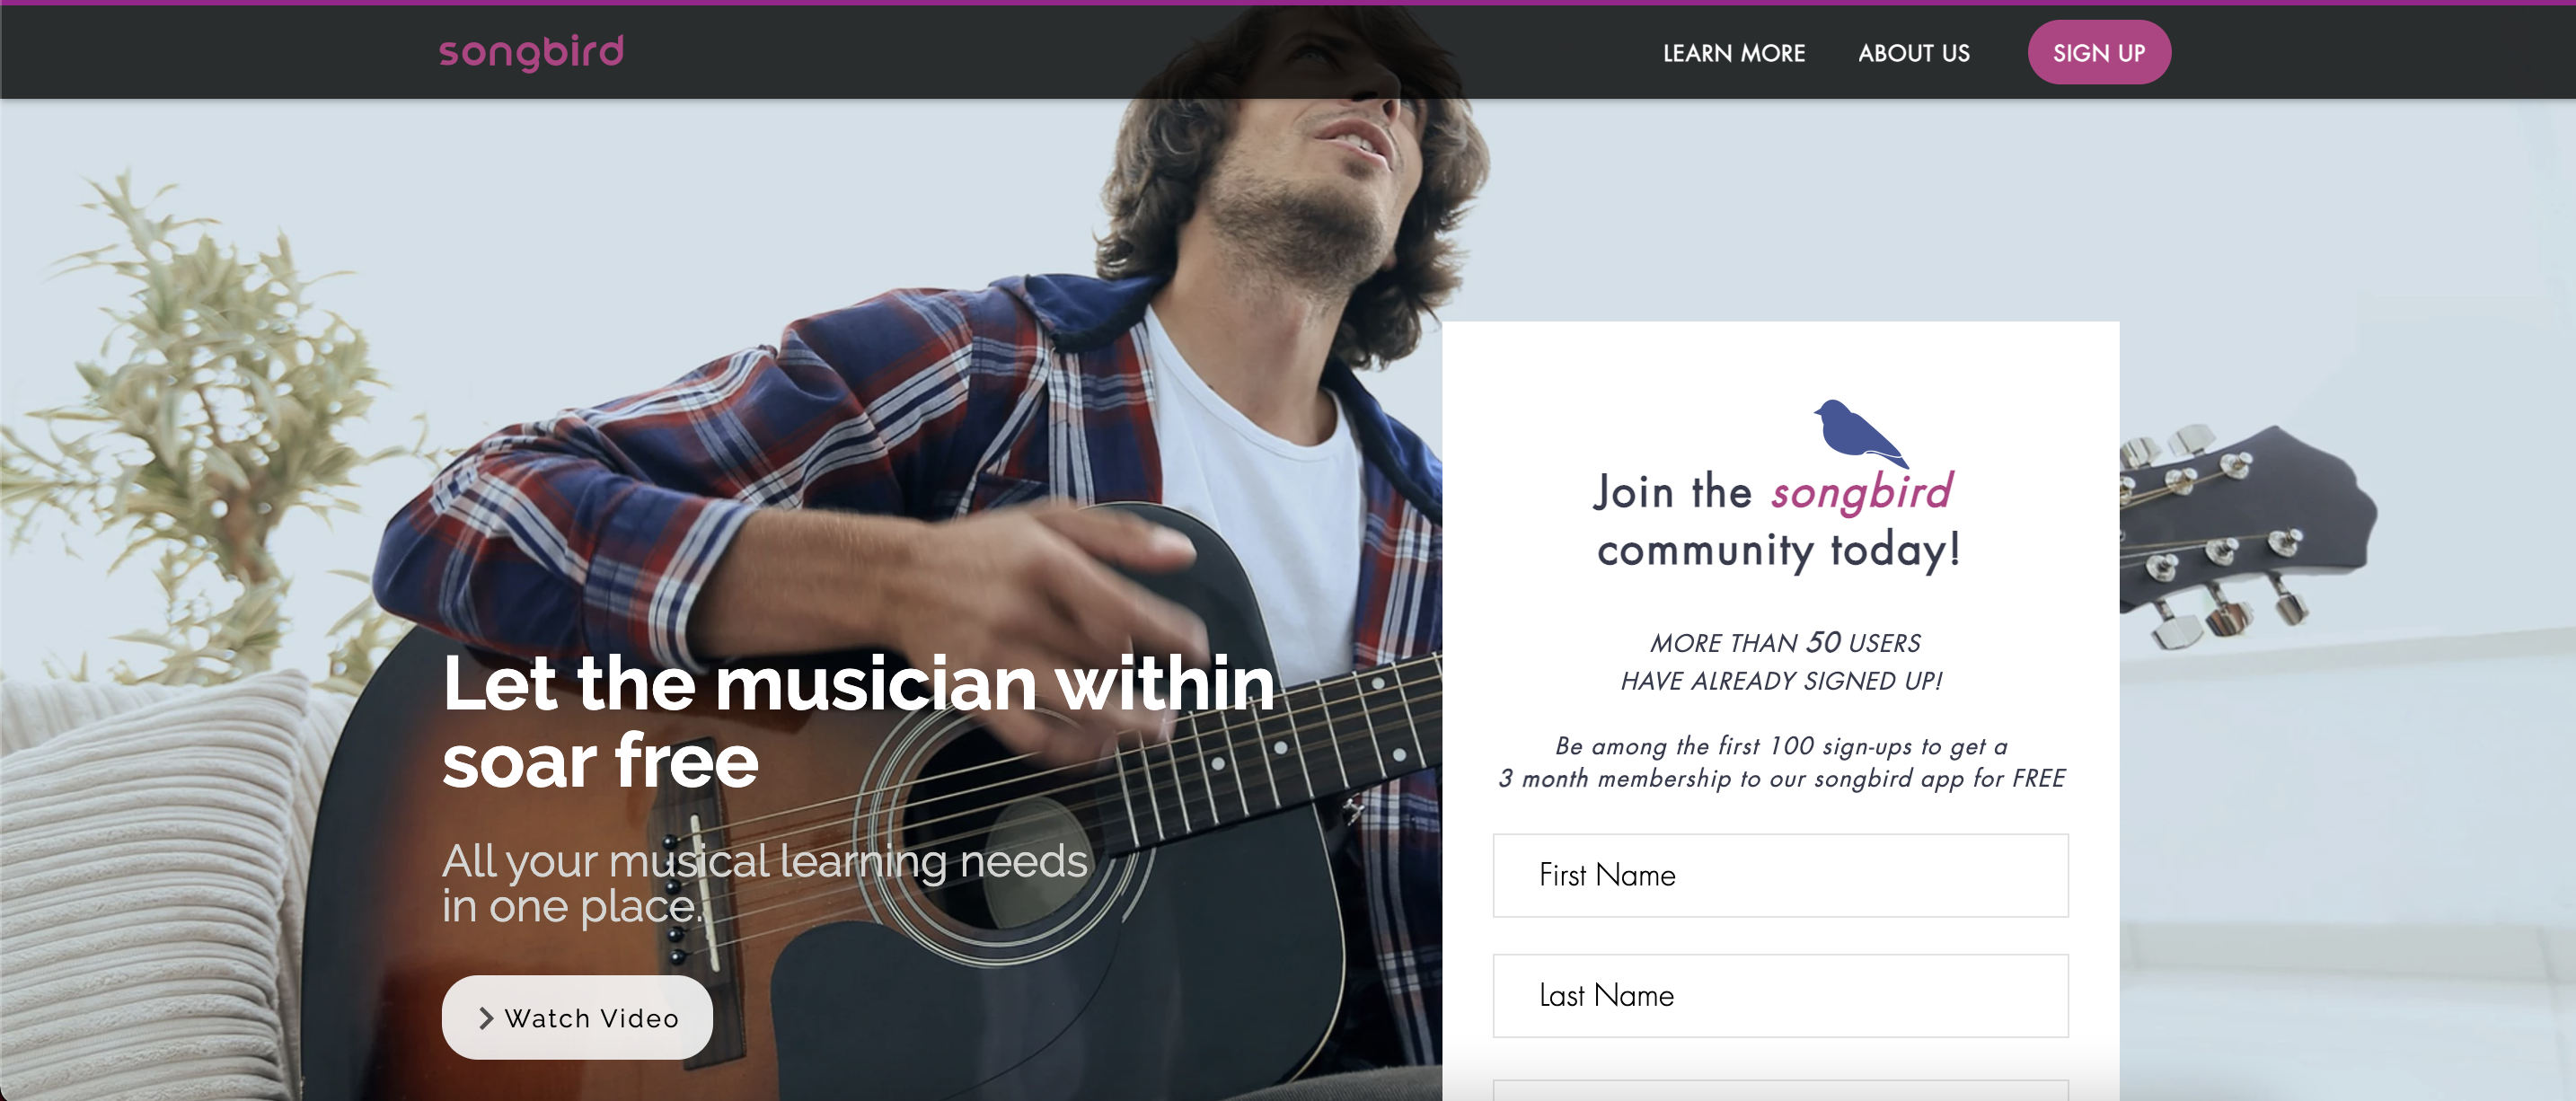 songbird
LEARN MORE
ABOUT US
SIGN UP
Let the musician within
soar free
All your musical learning needs
in one place.
Watch Video
Join the songbird
community today!
MORE THAN 50 USERS
HAVE ALREADY SIGNED UP!
Be among the first 100 sign-ups to get a
3 month membership to our songbird app for FREE
First Name
Last Name